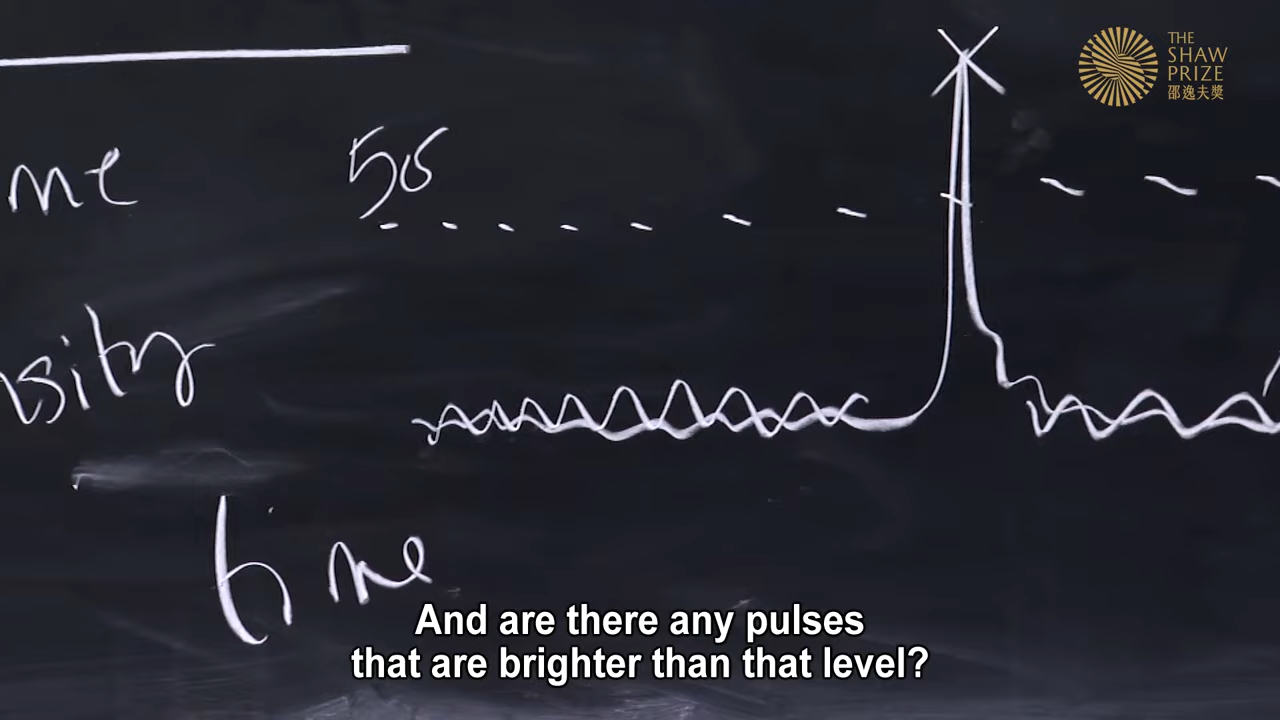 THE
SHAW
PRIZE
邵逸夫獎
me
5σ
sity
time
And are there any pulses
that are brighter than that level?